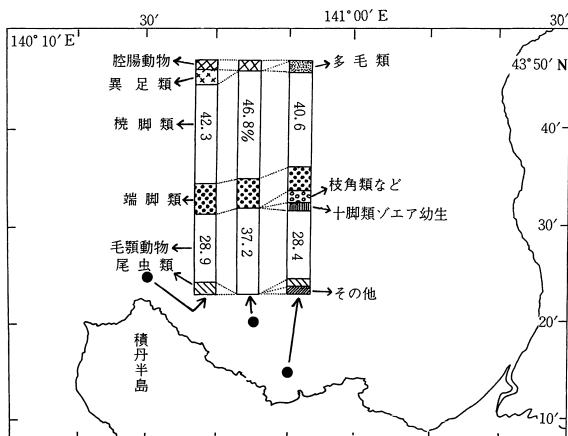 140°10′E
30′
141°00′E
30′
43°50′N
40′
30′
20′
10′
腔腸動物
異足類
橈脚類
端脚類
毛顎動物
尾虫類
多毛類
枝角類など
十脚類ゾエア幼生
その他
42.3
46.8%
40.6
28.9
37.2
28.4
積丹半島